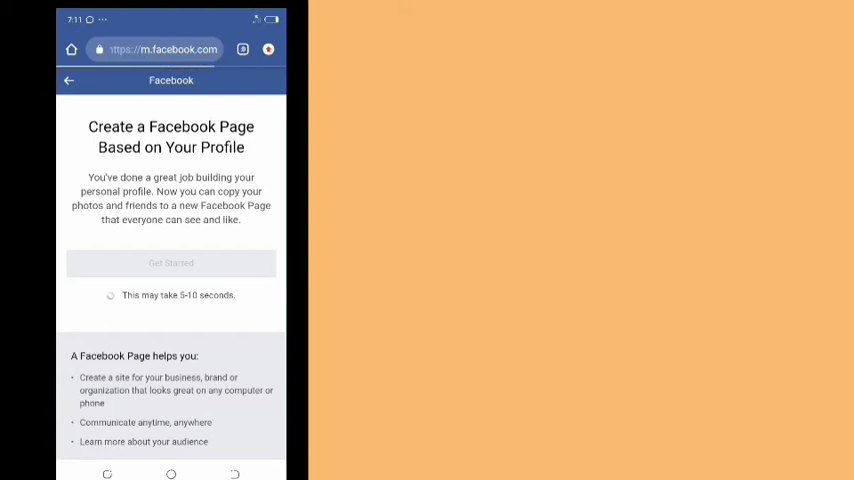 7:11
https://m.facebook.com
Facebook
Create a Facebook Page
Based on Your Profile
You've done a great job building your
personal profile. Now you can copy your
photos and friends to a new Facebook Page
that everyone can see and like.
Get Started
This may take 5-10 seconds.
A Facebook Page helps you:
• Create a site for your business, brand or
organization that looks great on any computer or
phone
• Communicate anytime, anywhere
• Learn more about your audience